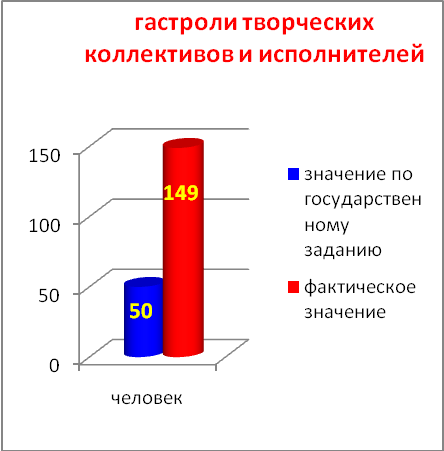 гастроли творческих
коллективов и исполнителей
150
100
50
0
149
50
человек
значение по
государствен
ному
заданию
фактическое
значение